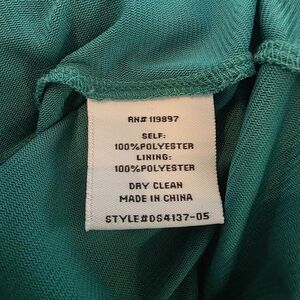 RN# 119897
SELF:
100%POLYESTER
LINING:
100%POLYESTER
DRY CLEAN
MADE IN CHINA
STYLE#DS4137-05